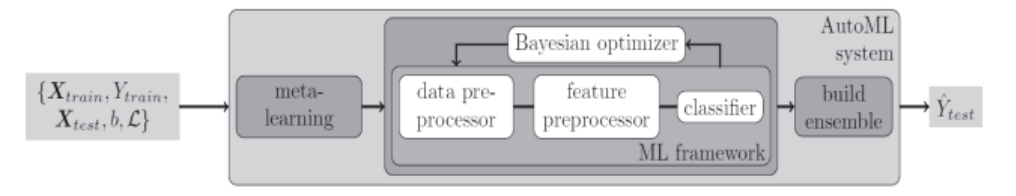 {X_train, Y_train,
X_test, b, L}
meta-
learning
Bayesian optimizer
data pre-
processor
feature
preprocessor
classifier
ML framework
AutoML
system
build
ensemble
Ŷ_test